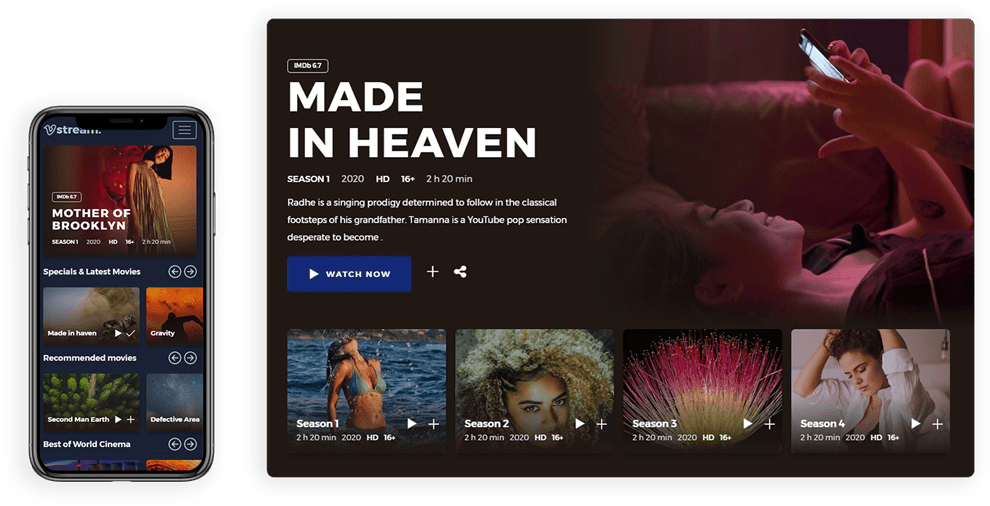 stream.
IMDb 6.7
MOTHER OF
BROOKLYN
SEASON 1 2020 HD 16+ 2 h 20 min
Specials & Latest Movies
Made in haven
Gravity
Recommended movies
Second Man Earth
Defective Area
Best of World Cinema
IMDb 6.7
MADE
IN HEAVEN
SEASON 1 2020 HD 16+ 2 h 20 min
Radhe is a singing prodigy determined to follow in the classical
footsteps of his grandfather. Tamanna is a YouTube pop sensation
desperate to become .
WATCH NOW
Season 1
2 h 20 min 2020 HD 16+
Season 2
2 h 20 min 2020 HD 16+
Season 3
2 h 20 min 2020 HD 16+
Season 4
2 h 20 min 2020 HD 16+